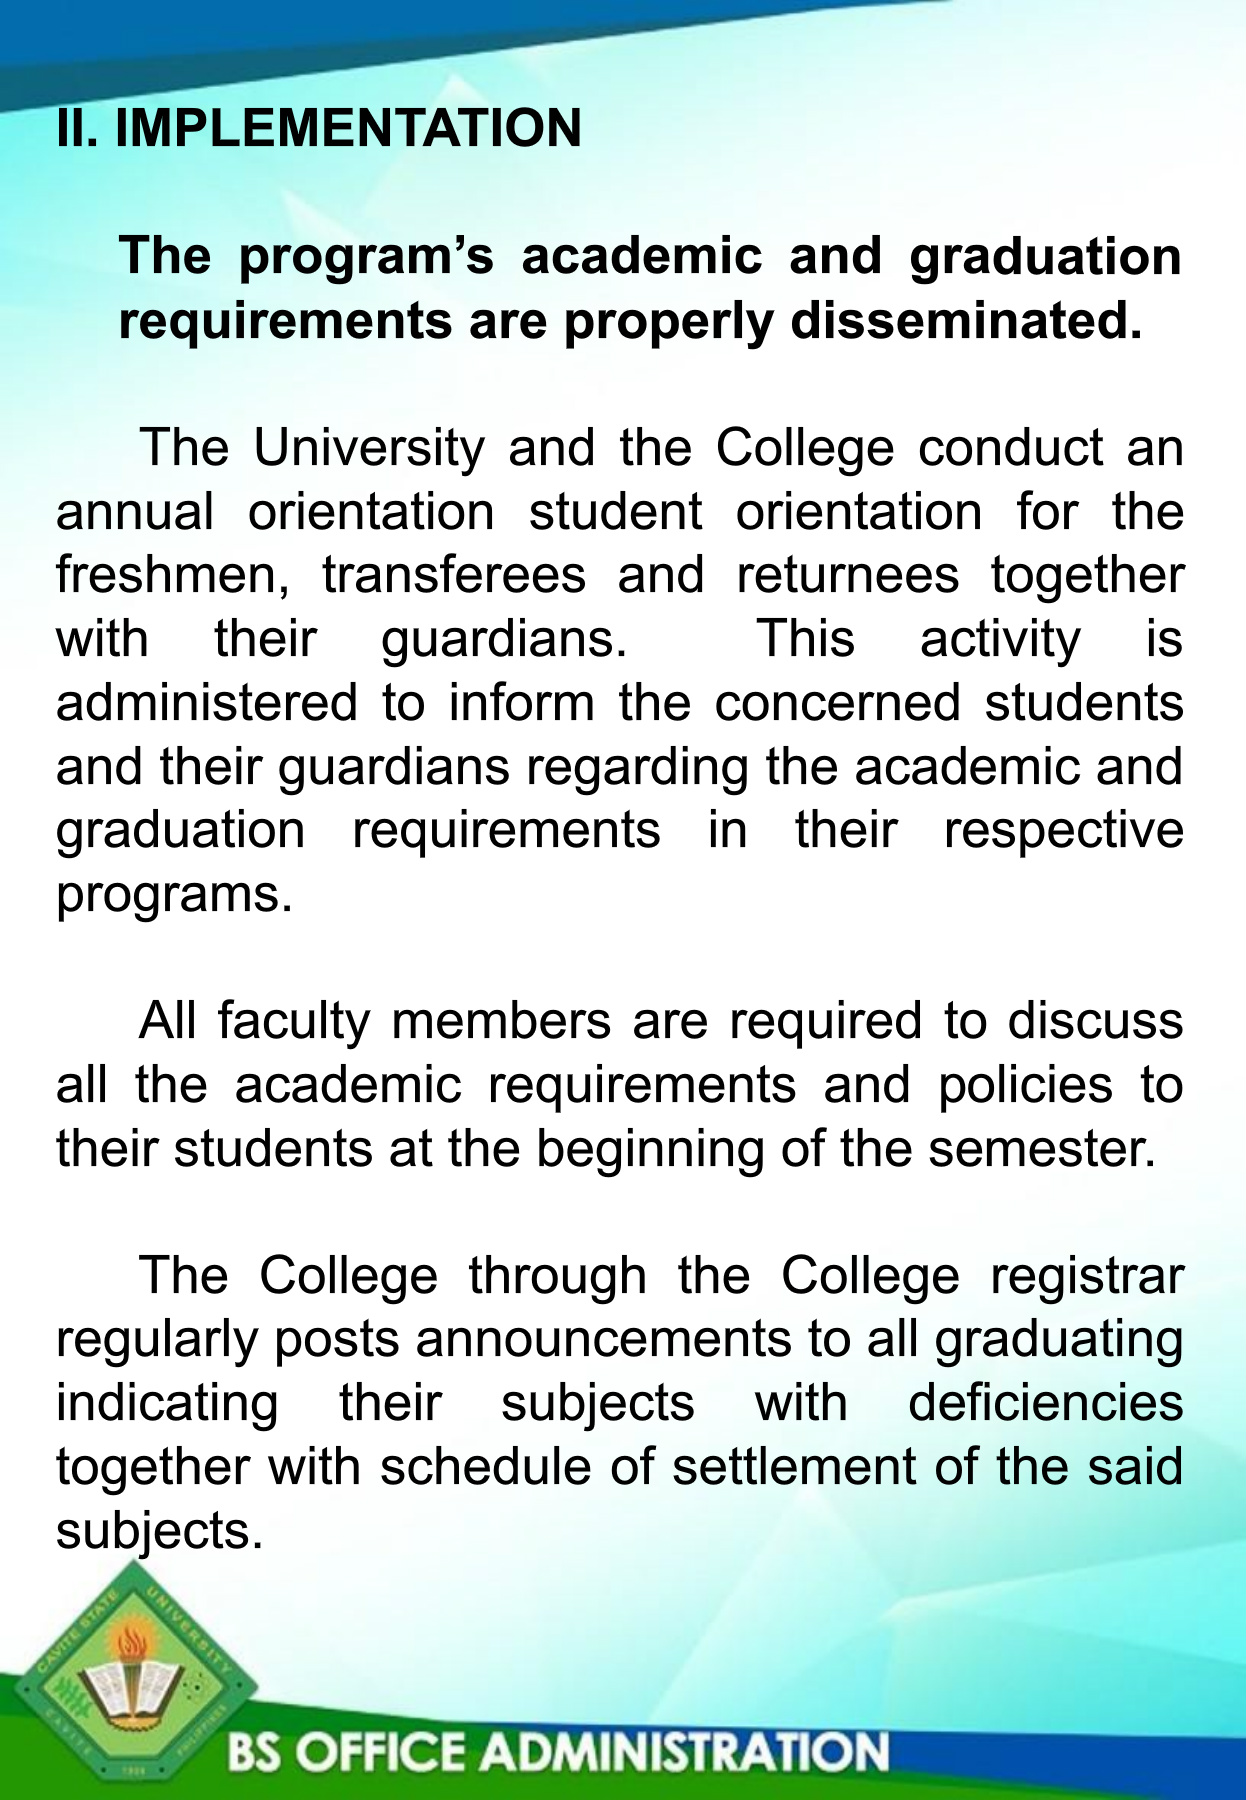 II. IMPLEMENTATION
The program’s academic and graduation
requirements are properly disseminated.
The University and the College conduct an
annual orientation student orientation for the
freshmen, transferees and returnees together
with their guardians. This activity is
administered to inform the concerned students
and their guardians regarding the academic and
graduation requirements in their respective
programs.
All faculty members are required to discuss
all the academic requirements and policies to
their students at the beginning of the semester.
The College through the College registrar
regularly posts announcements to all graduating
indicating their subjects with deficiencies
together with schedule of settlement of the said
subjects.
CAVITE STATE UNIVERSITY
CAVITE
PHILIPPINES
1906
BS OFFICE ADMINISTRATION